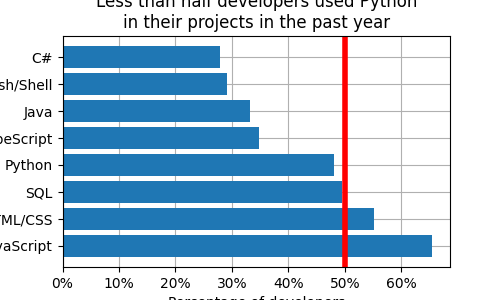 Less than half developers used Python
in their projects in the past year
C#
sh/Shell
Java
peScript
Python
SQL
TML/CSS
vaScript
0% 10% 20% 30% 40% 50% 60%
Percentage of developers